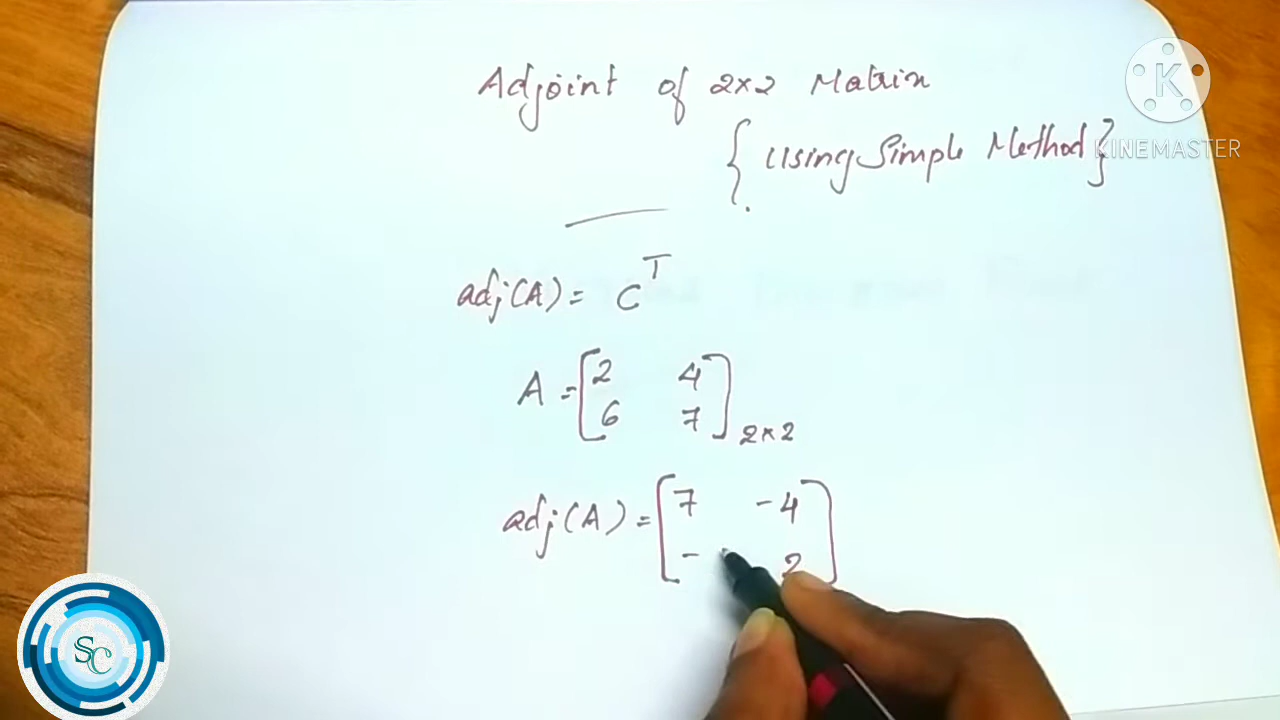 Adjoint of 2×2 Matrix
{Using Simple Method}
KINEMASTER
adj(A) = C^T
A = [2 4
6 7] 2×2
adj(A) = [7 -4
- 2]
SC